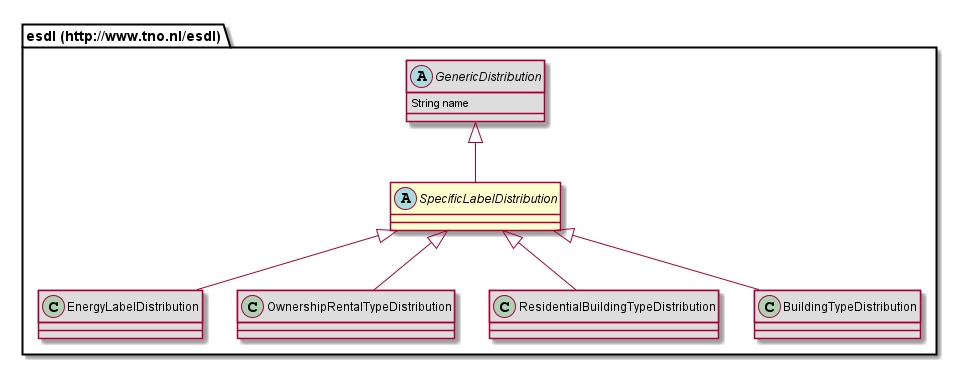 esdl (http://www.tno.nl/esdl)
A GenericDistribution
String name
A SpecificLabelDistribution
C EnergyLabelDistribution
C OwnershipRentalTypeDistribution
C ResidentialBuildingTypeDistribution
C BuildingTypeDistribution